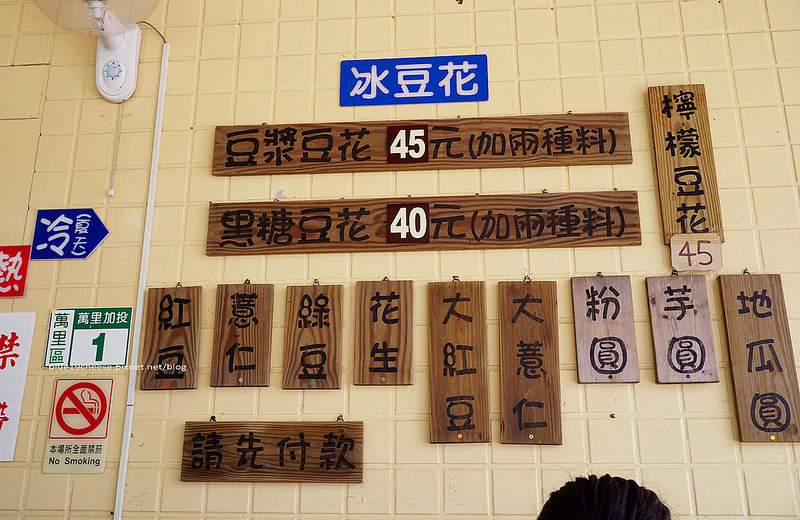 冰豆花
豆漿豆花 45元(加兩種料)
黑糖豆花 40元(加兩種料)
檸檬豆花
45
冷(夏天)
熱
紅豆
薏仁
綠豆
花生
大紅豆
大薏仁
粉圓
芋圓
地瓜圓
請先付款
萬里區
萬里加投
1
本場所全面禁菸
No Smoking
禁
blue19cheese.pixnet.net/blog